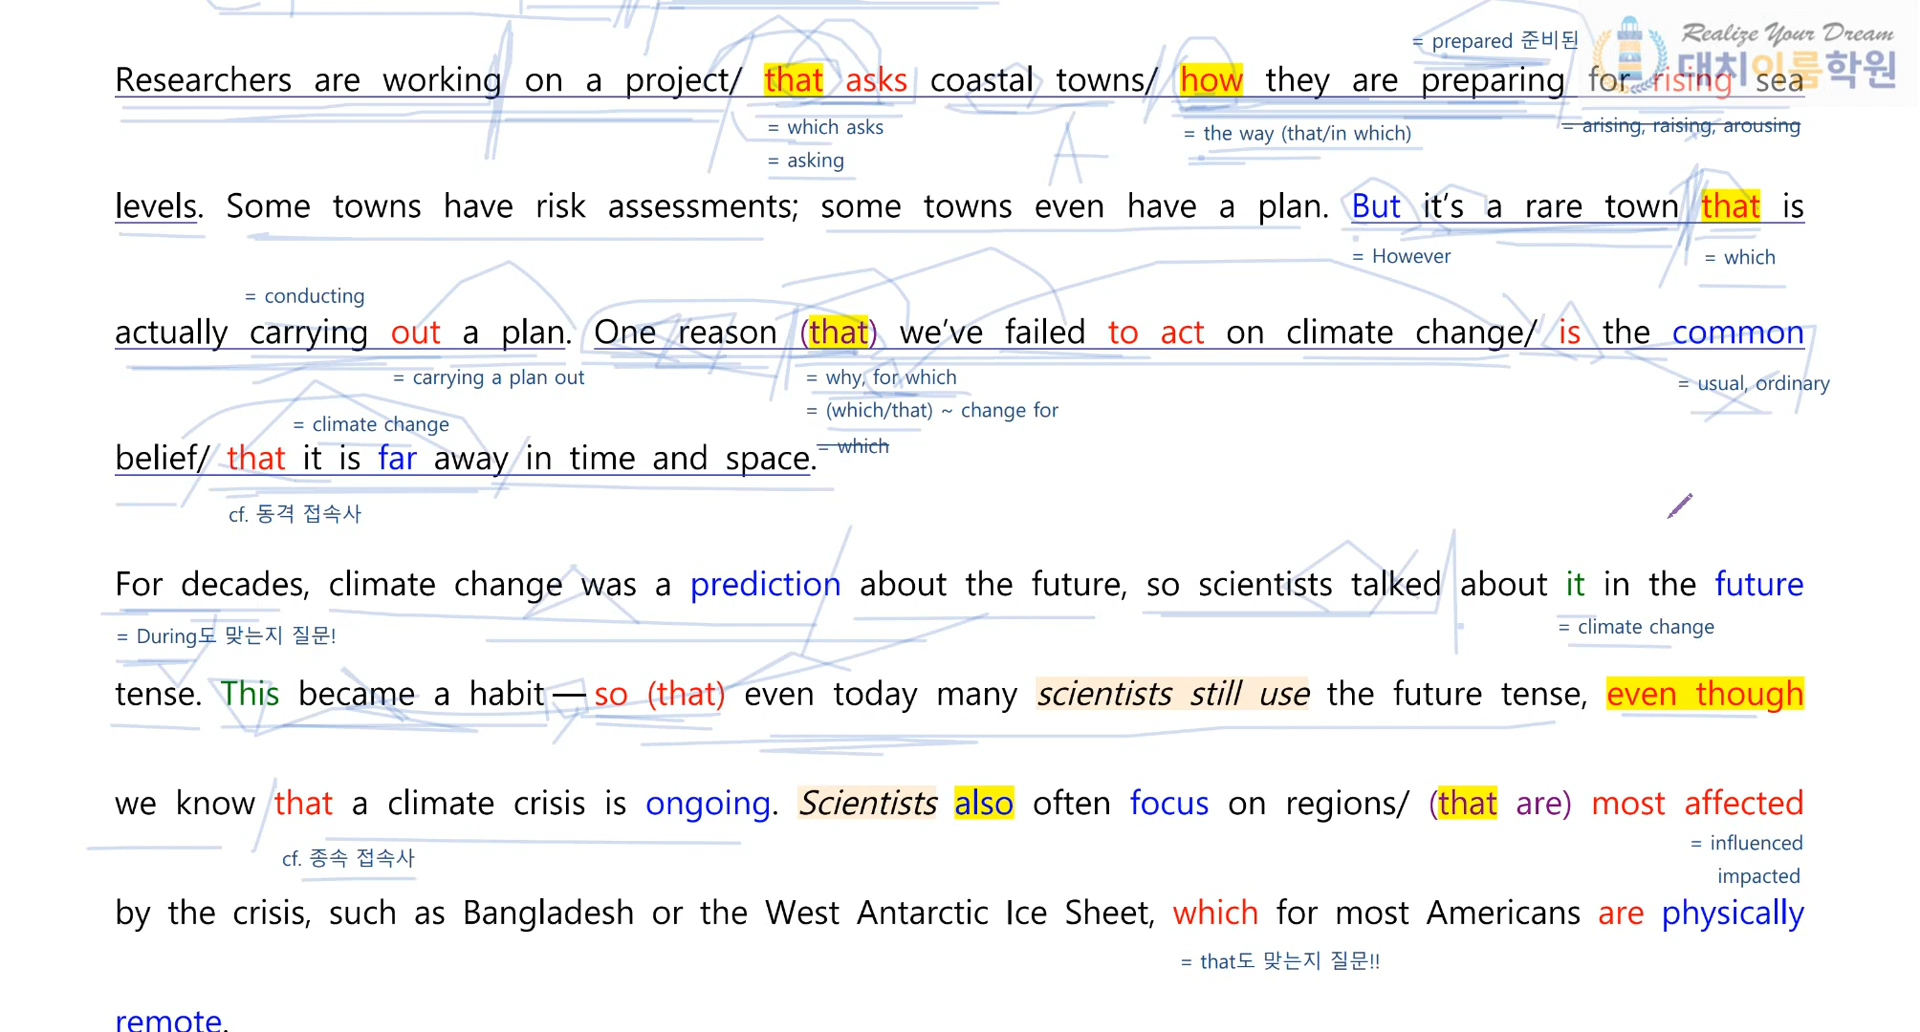 Realize Your Dream
대치이룸학원
= prepared 준비된
Researchers are working on a project/ that asks coastal towns/ how they are preparing for rising sea
= which asks
= the way (that/in which)
= arising, raising, arousing
= asking
levels. Some towns have risk assessments; some towns even have a plan. But it’s a rare town that is
= However
= which
= conducting
actually carrying out a plan. One reason (that) we’ve failed to act on climate change/ is the common
= carrying a plan out
= why, for which
= usual, ordinary
= (which/that) ~ change for
= climate change
= which
belief/ that it is far away in time and space.
cf. 동격 접속사
For decades, climate change was a prediction about the future, so scientists talked about it in the future
= During도 맞는지 질문!
= climate change
tense. This became a habit—so (that) even today many scientists still use the future tense, even though
we know that a climate crisis is ongoing. Scientists also often focus on regions/ (that are) most affected
cf. 종속 접속사
= influenced
impacted
by the crisis, such as Bangladesh or the West Antarctic Ice Sheet, which for most Americans are physically
= that도 맞는지 질문!!
remote.